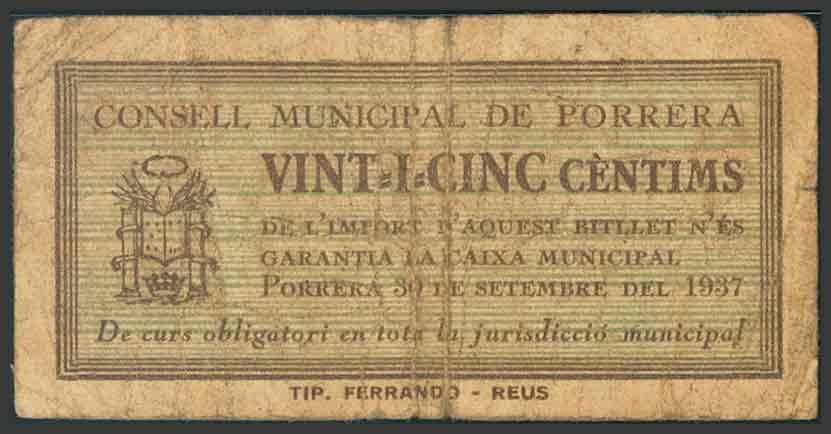 CONSELL MUNICIPAL DE PORRERA
VINT-I-CINC CÈNTIMS
DE L'IMPORT D'AQUEST BITLLET N'ÉS
GARANTIA LA CAIXA MUNICIPAL
PORRERA 30 DE SETEMBRE DEL 1937
De curs obligatori en tota la jurisdicció municipal
TIP. FERRANDO - REUS